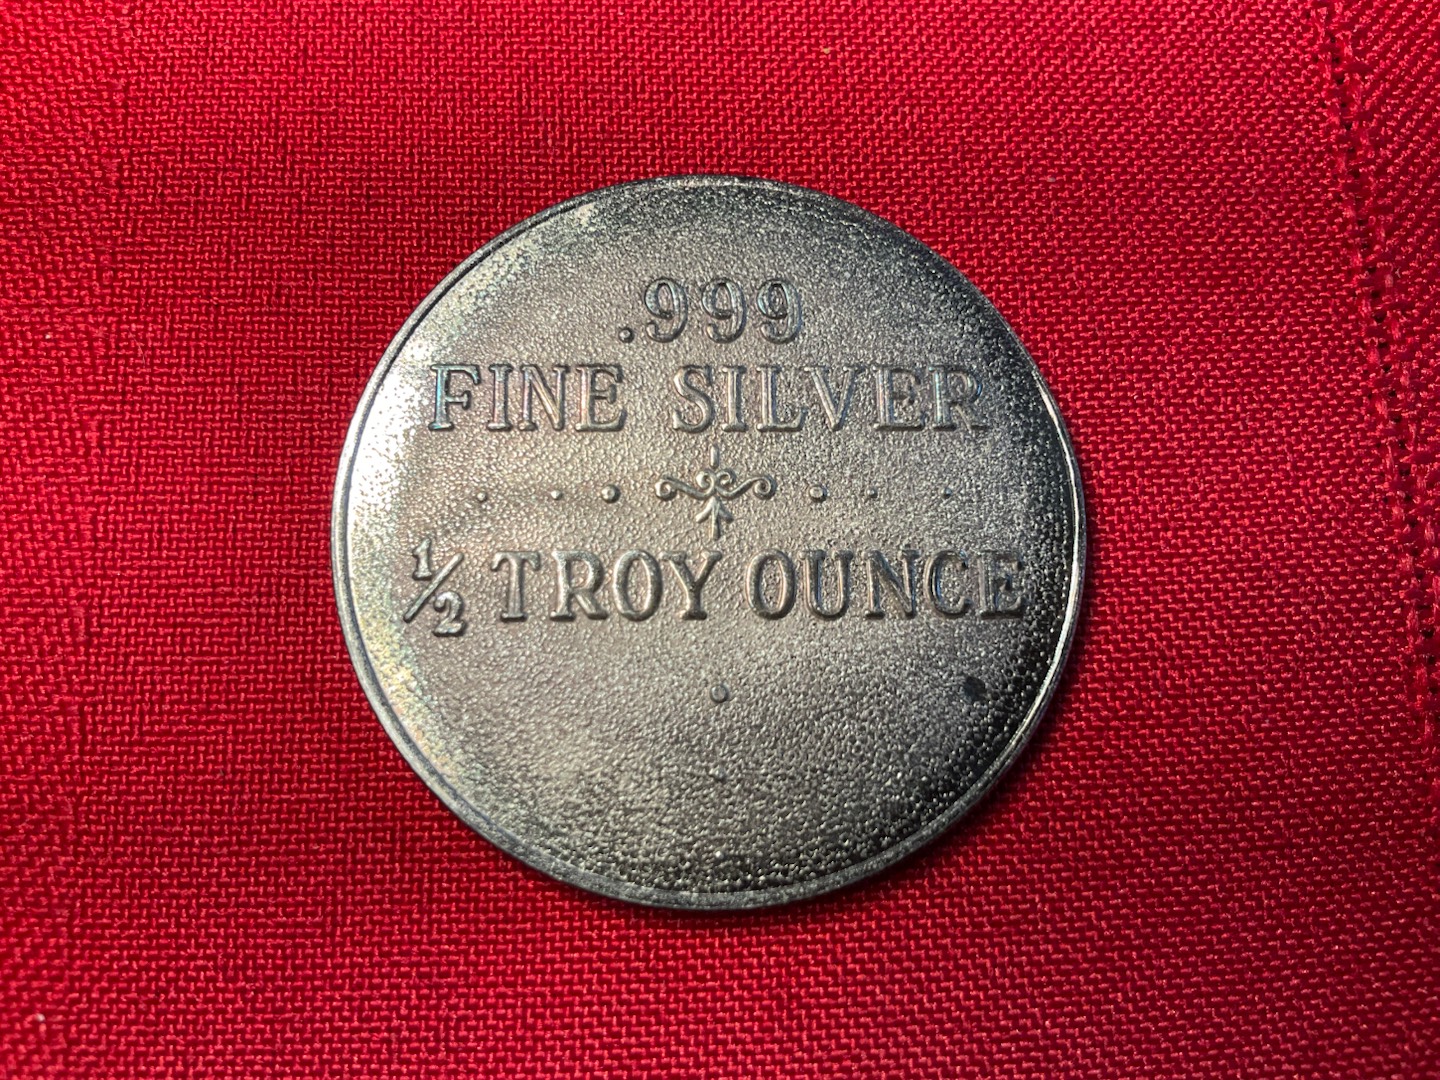 .999
FINE SILVER
½ TROY OUNCE